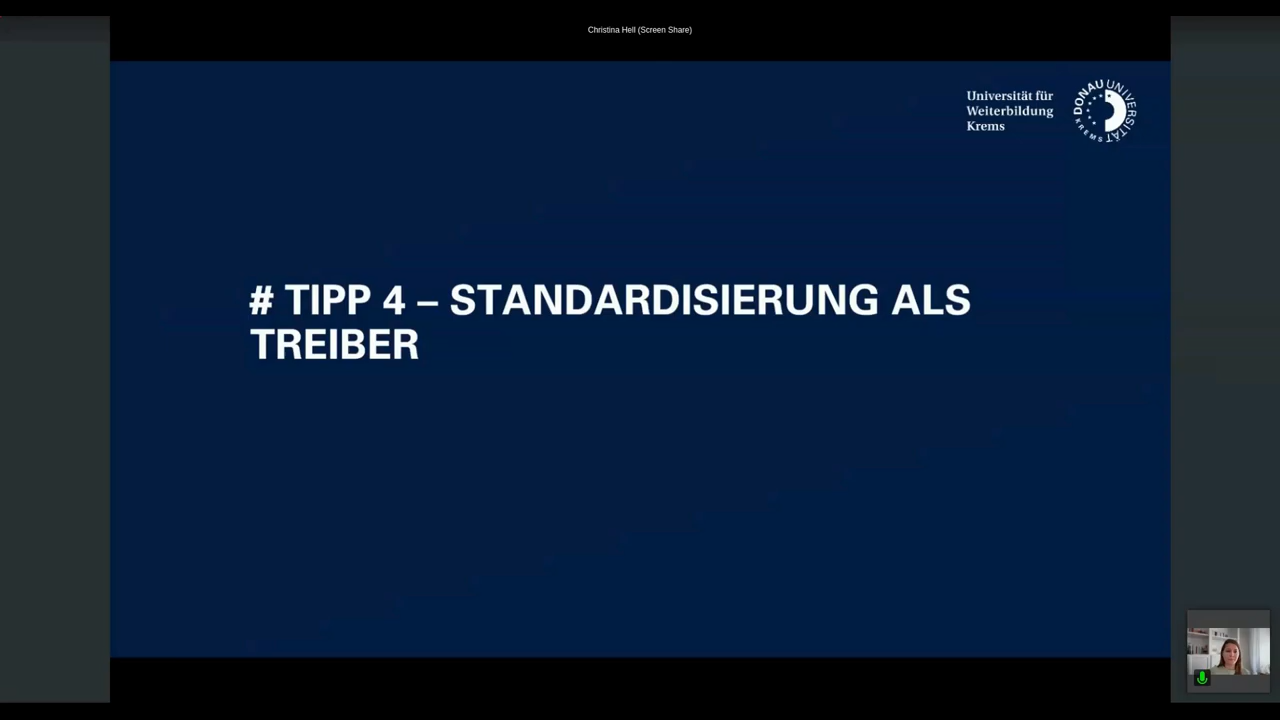 Christina Hell (Screen Share)
Universität für
Weiterbildung
Krems
DONAU UNIVERSITÄT
KREMS
# TIPP 4 – STANDARDISIERUNG ALS
TREIBER